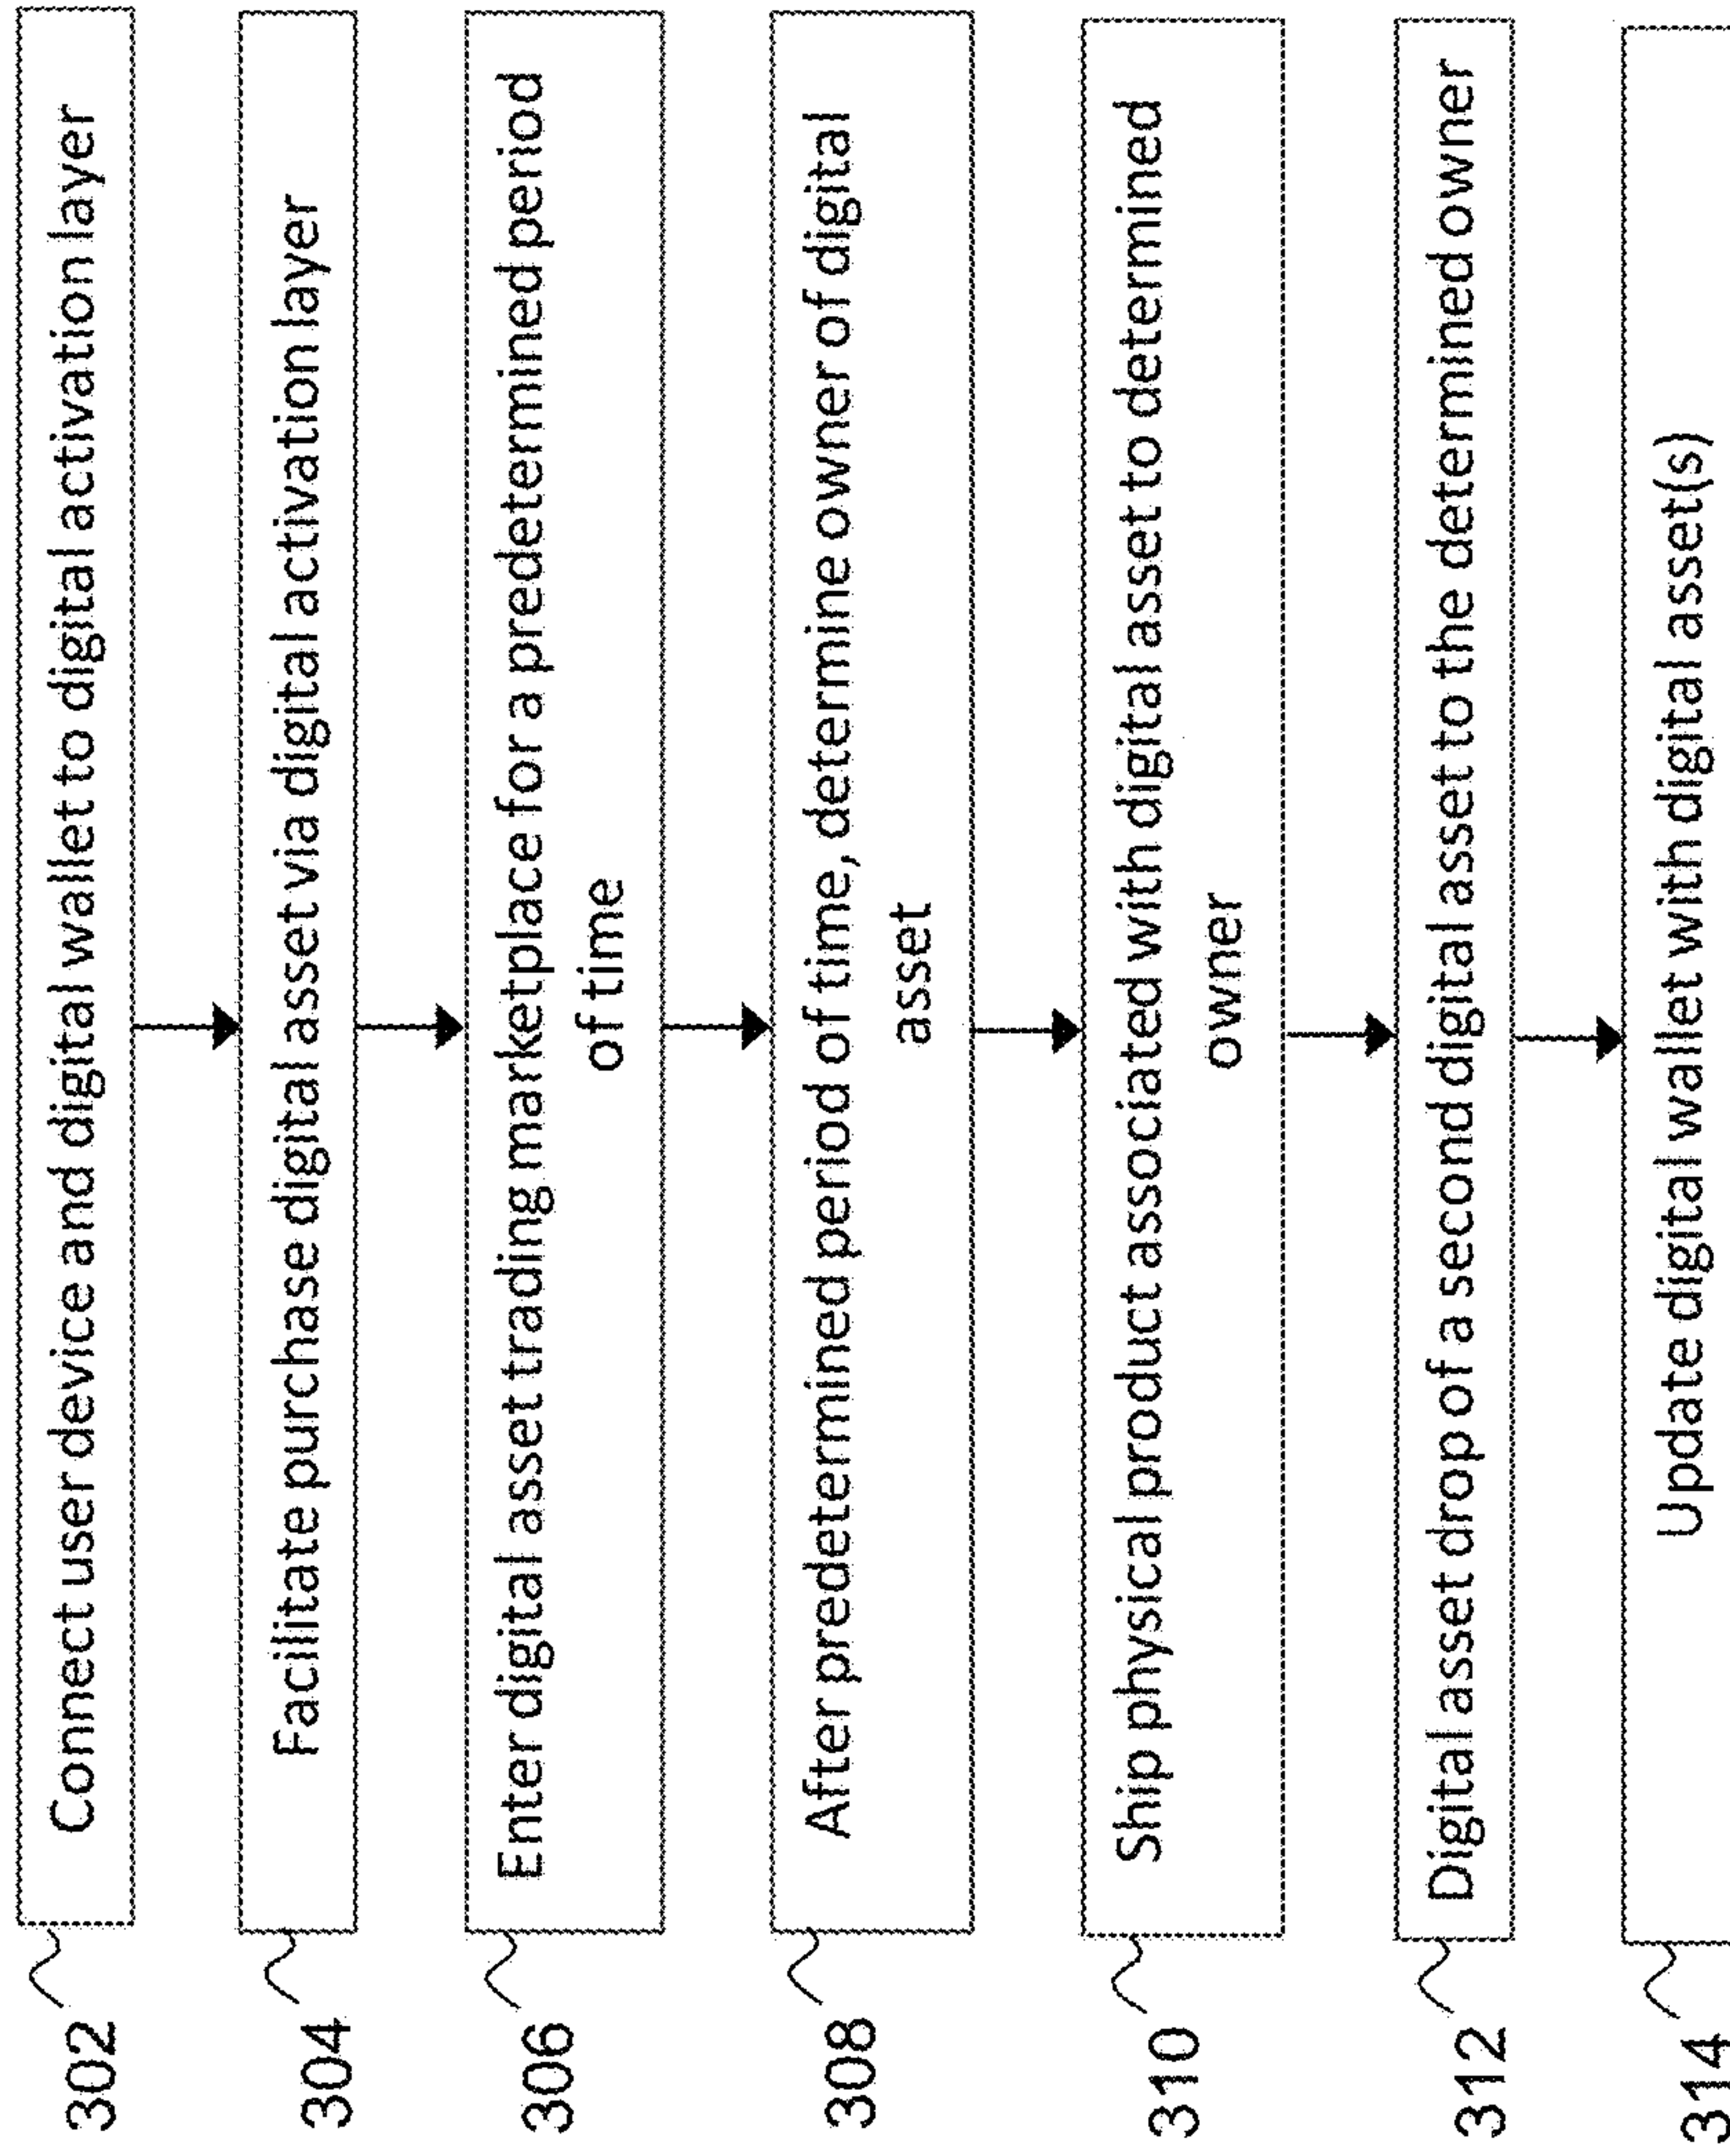 302
Connect user device and digital wallet to digital activation layer
304
Facilitate purchase digital asset via digital activation layer
306
Enter digital asset trading marketplace for a predetermined period
of time
308
After predetermined period of time, determine owner of digital
asset
310
Ship physical product associated with digital asset to determined
owner
312
Digital asset drop of a second digital asset to the determined owner
314
Update digital wallet with digital asset(s)